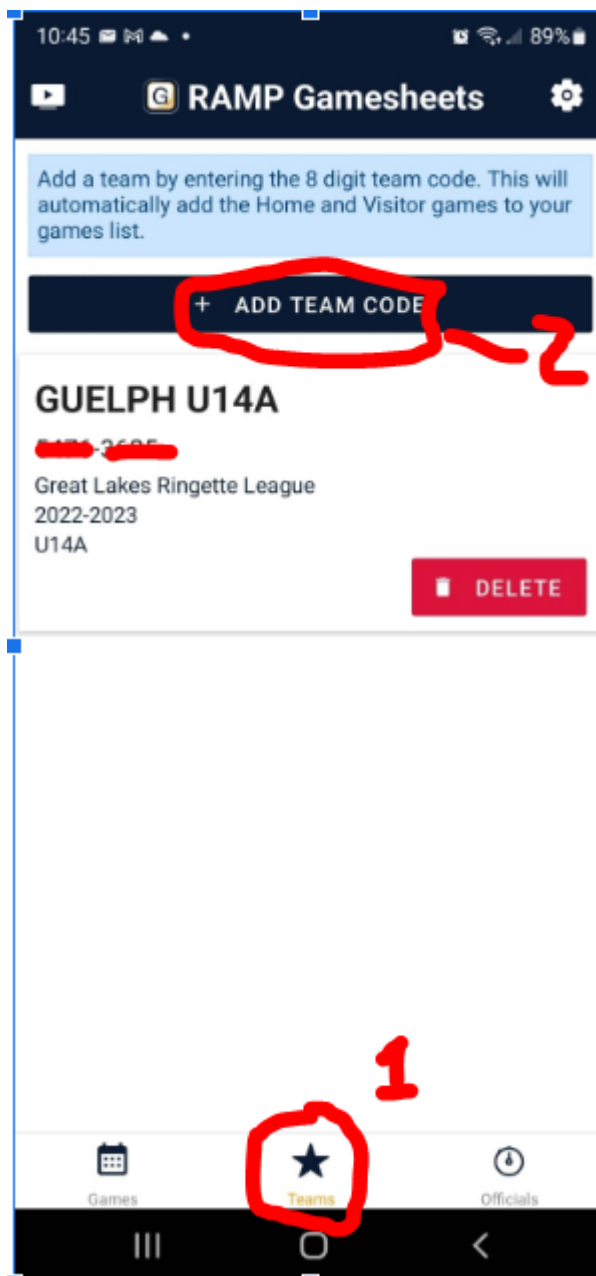 10:45 89%
G RAMP Gamesheets
Add a team by entering the 8 digit team code. This will
automatically add the Home and Visitor games to your
games list.
+ ADD TEAM CODE
2
GUELPH U14A
Great Lakes Ringette League
2022-2023
U14A
DELETE
1
Games Teams Officials